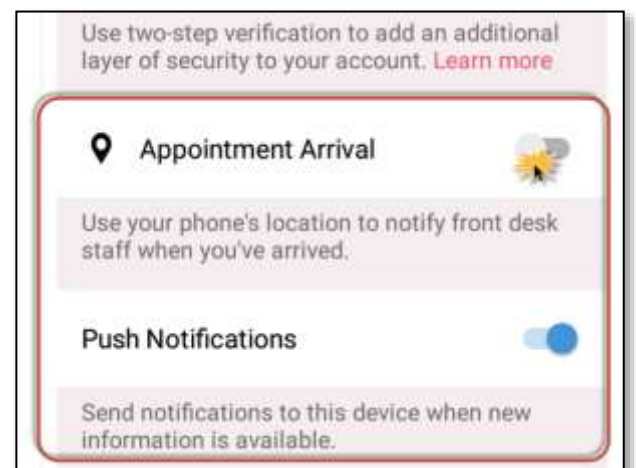 Use two-step verification to add an additional
layer of security to your account. Learn more
Appointment Arrival
Use your phone's location to notify front desk
staff when you've arrived.
Push Notifications
Send notifications to this device when new
information is available.